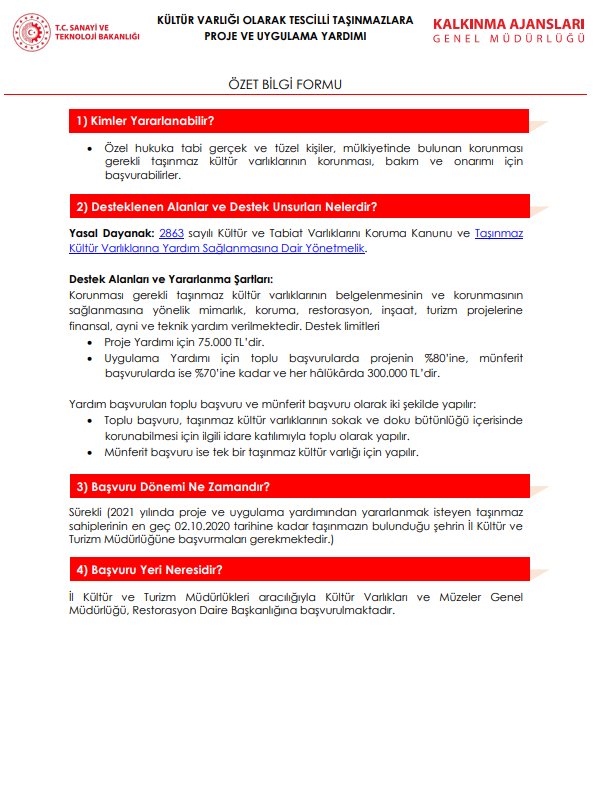 T.C. SANAYİ VE
TEKNOLOJİ BAKANLIĞI
KÜLTÜR VARLIĞI OLARAK TESCİLLİ TAŞINMAZLARA
PROJE VE UYGULAMA YARDIMI
KALKINMA AJANSLARI
GENEL MÜDÜRLÜĞÜ
ÖZET BİLGİ FORMU
1) Kimler Yararlanabilir?
• Özel hukuka tabi gerçek ve tüzel kişiler, mülkiyetinde bulunan korunması
gerekli taşınmaz kültür varlıklarının korunması, bakım ve onarımı için
başvurabilirler.
2) Desteklenen Alanlar ve Destek Unsurları Nelerdir?
Yasal Dayanak: 2863 sayılı Kültür ve Tabiat Varlıklarını Koruma Kanunu ve Taşınmaz
Kültür Varlıklarına Yardım Sağlanmasına Dair Yönetmelik.
Destek Alanları ve Yararlanma Şartları:
Korunması gerekli taşınmaz kültür varlıklarının belgelenmesinin ve korunmasının
sağlanmasına yönelik mimarlık, koruma, restorasyon, inşaat, turizm projelerine
finansal, ayni ve teknik yardım verilmektedir. Destek limitleri
• Proje Yardımı için 75.000 TL'dir.
• Uygulama Yardımı için toplu başvurularda projenin %80'ine, münferit
başvurularda ise %70'ine kadar ve her hâlükârda 300.000 TL'dir.
Yardım başvuruları toplu başvuru ve münferit başvuru olarak iki şekilde yapılır:
• Toplu başvuru, taşınmaz kültür varlıklarının sokak ve doku bütünlüğü içerisinde
korunabilmesi için ilgili idare katılımıyla toplu olarak yapılır.
• Münferit başvuru ise tek bir taşınmaz kültür varlığı için yapılır.
3) Başvuru Dönemi Ne Zamandır?
Sürekli (2021 yılında proje ve uygulama yardımından yararlanmak isteyen taşınmaz
sahiplerinin en geç 02.10.2020 tarihine kadar taşınmazın bulunduğu şehrin İl Kültür ve
Turizm Müdürlüğüne başvurmaları gerekmektedir.)
4) Başvuru Yeri Neresidir?
İl Kültür ve Turizm Müdürlükleri aracılığıyla Kültür Varlıkları ve Müzeler Genel
Müdürlüğü, Restorasyon Daire Başkanlığına başvurulmaktadır.